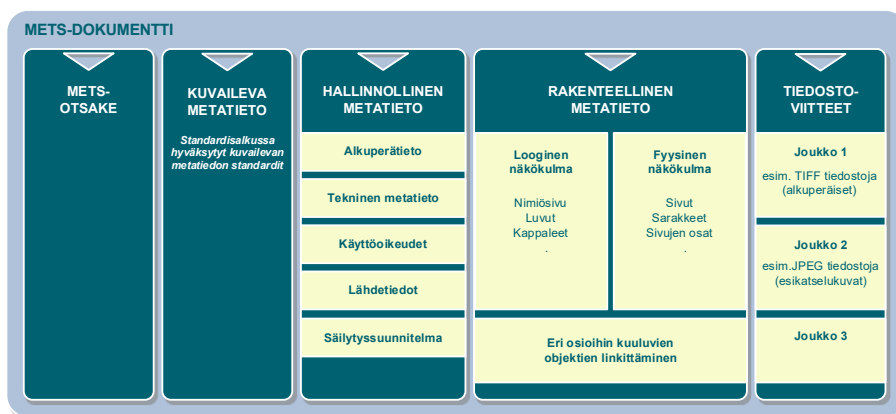 METS-DOKUMENTTI
METS-
OTSAKE
KUVAILEVA
METATIETO
Standardisalkussa
hyväksytyt kuvailevan
metatiedon standardit
HALLINNOLLINEN
METATIETO
Alkuperätieto
Tekninen metatieto
Käyttöoikeudet
Lähdetiedot
Säilytyssuunnitelma
RAKENTEELLINEN
METATIETO
Looginen
näkökulma
Nimiösivu
Luvut
Kappaleet
.
Fyysinen
näkökulma
Sivut
Sarakkeet
Sivujen osat
.
Eri osioihin kuuluvien
objektien linkittäminen
TIEDOSTO-
VIITTEET
Joukko 1
esim. TIFF tiedostoja
(alkuperäiset)
Joukko 2
esim.JPEG tiedostoja
(esikatselukuvat)
Joukko 3